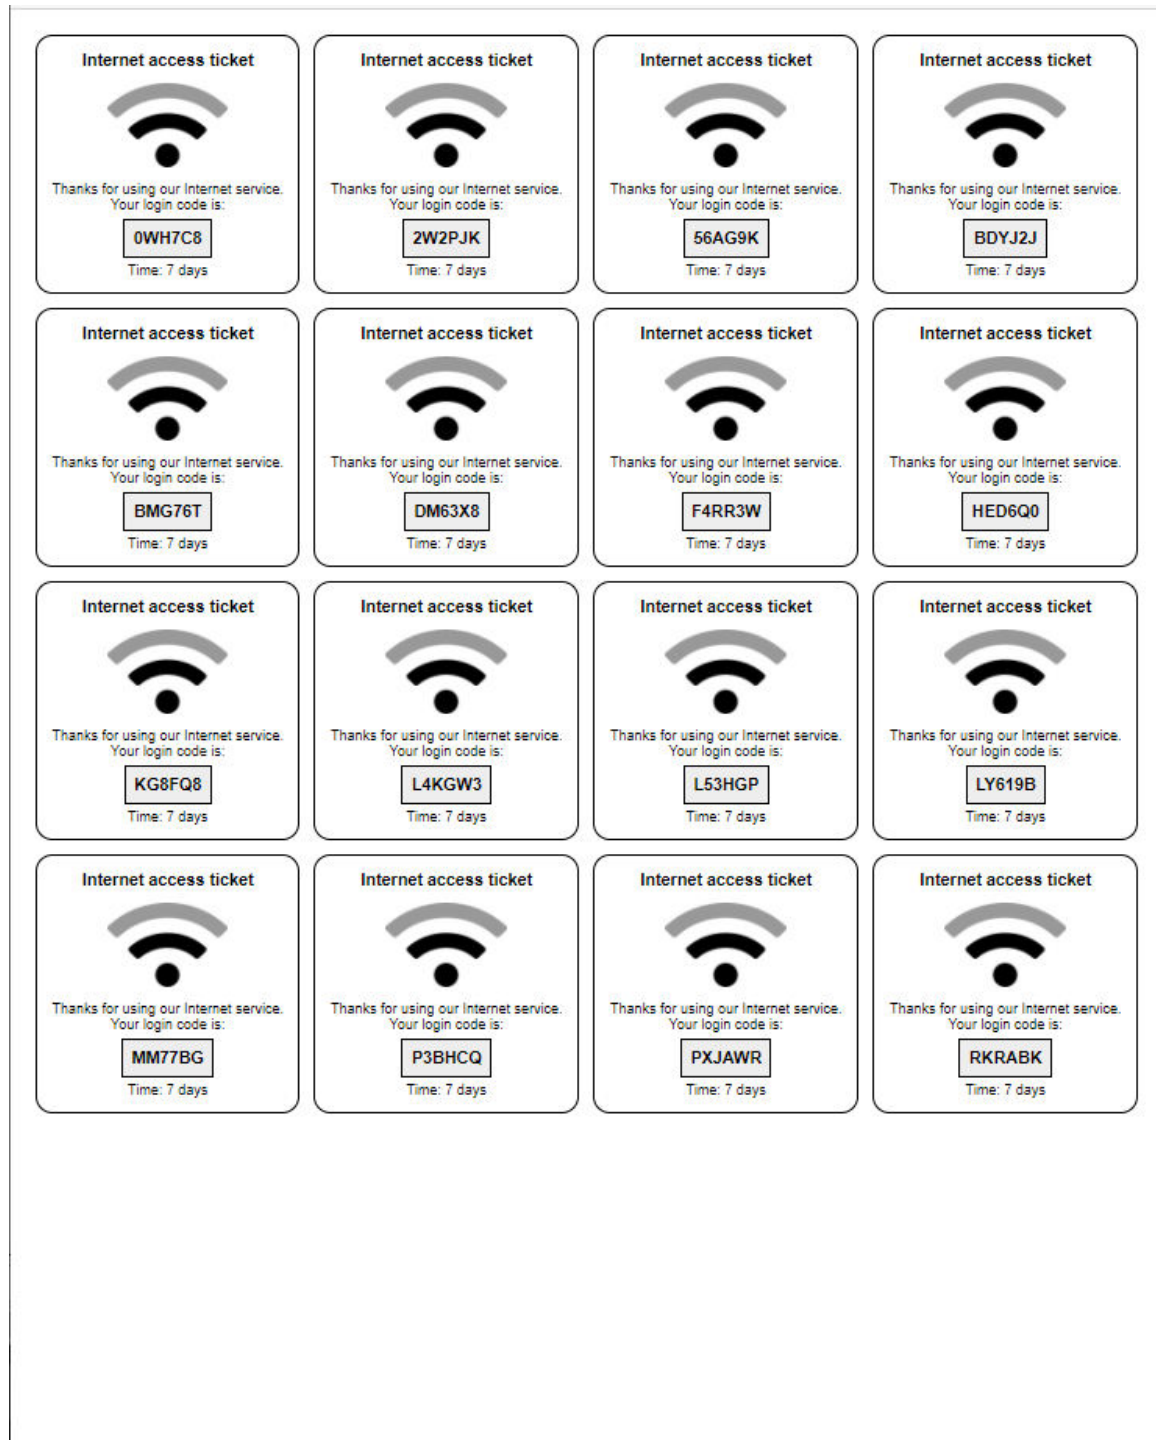 Internet access ticket
Thanks for using our Internet service.
Your login code is:
0WH7C8
Time: 7 days
Internet access ticket
Thanks for using our Internet service.
Your login code is:
2W2PJK
Time: 7 days
Internet access ticket
Thanks for using our Internet service.
Your login code is:
56AG9K
Time: 7 days
Internet access ticket
Thanks for using our Internet service.
Your login code is:
BDYJ2J
Time: 7 days
Internet access ticket
Thanks for using our Internet service.
Your login code is:
BMG76T
Time: 7 days
Internet access ticket
Thanks for using our Internet service.
Your login code is:
DM63X8
Time: 7 days
Internet access ticket
Thanks for using our Internet service.
Your login code is:
F4RR3W
Time: 7 days
Internet access ticket
Thanks for using our Internet service.
Your login code is:
HED6Q0
Time: 7 days
Internet access ticket
Thanks for using our Internet service.
Your login code is:
KG8FQ8
Time: 7 days
Internet access ticket
Thanks for using our Internet service.
Your login code is:
L4KGW3
Time: 7 days
Internet access ticket
Thanks for using our Internet service.
Your login code is:
L53HGP
Time: 7 days
Internet access ticket
Thanks for using our Internet service.
Your login code is:
LY619B
Time: 7 days
Internet access ticket
Thanks for using our Internet service.
Your login code is:
MM77BG
Time: 7 days
Internet access ticket
Thanks for using our Internet service.
Your login code is:
P3BHCQ
Time: 7 days
Internet access ticket
Thanks for using our Internet service.
Your login code is:
PXJAWR
Time: 7 days
Internet access ticket
Thanks for using our Internet service.
Your login code is:
RKRABK
Time: 7 days